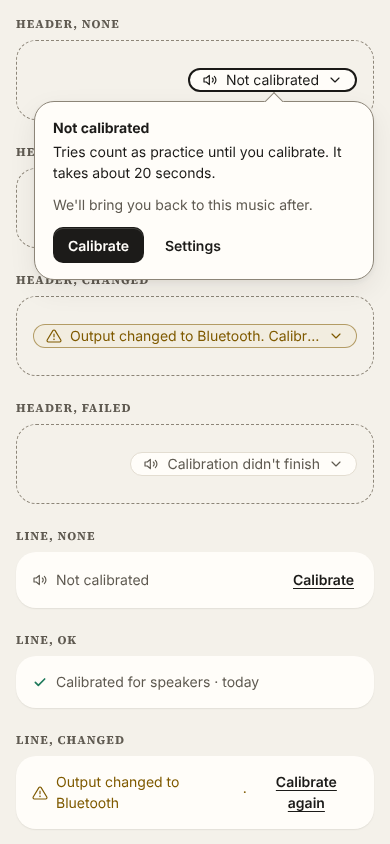 HEADER, NONE
Not calibrated
Not calibrated
Tries count as practice until you calibrate. It
takes about 20 seconds.
We'll bring you back to this music after.
Calibrate
Settings
HEADER, CHANGED
Output changed to Bluetooth. Calibr...
HEADER, FAILED
Calibration didn't finish
LINE, NONE
Not calibrated
Calibrate
LINE, OK
Calibrated for speakers · today
LINE, CHANGED
Output changed to
Bluetooth
·
Calibrate
again